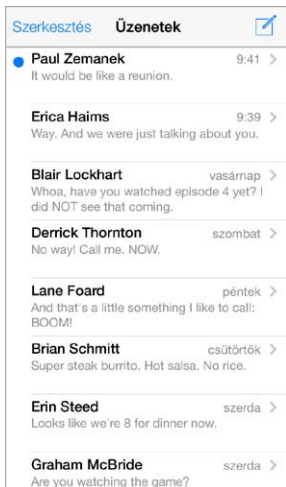 Szerkesztés Üzenetek
Paul Zemanek 9:41
It would be like a reunion.
Erica Haims 9:39
Way. And we were just talking about you.
Blair Lockhart vasárnap
Whoa, have you watched episode 4 yet? I
did NOT see that coming.
Derrick Thornton szombat
No way! Call me. NOW.
Lane Foard péntek
And that's a little something I like to call:
BOOM!
Brian Schmitt csütörtök
Super steak burrito. Hot salsa. No rice.
Erin Steed szerda
Looks like we're 8 for dinner now.
Graham McBride szerda
Are you watching the game?